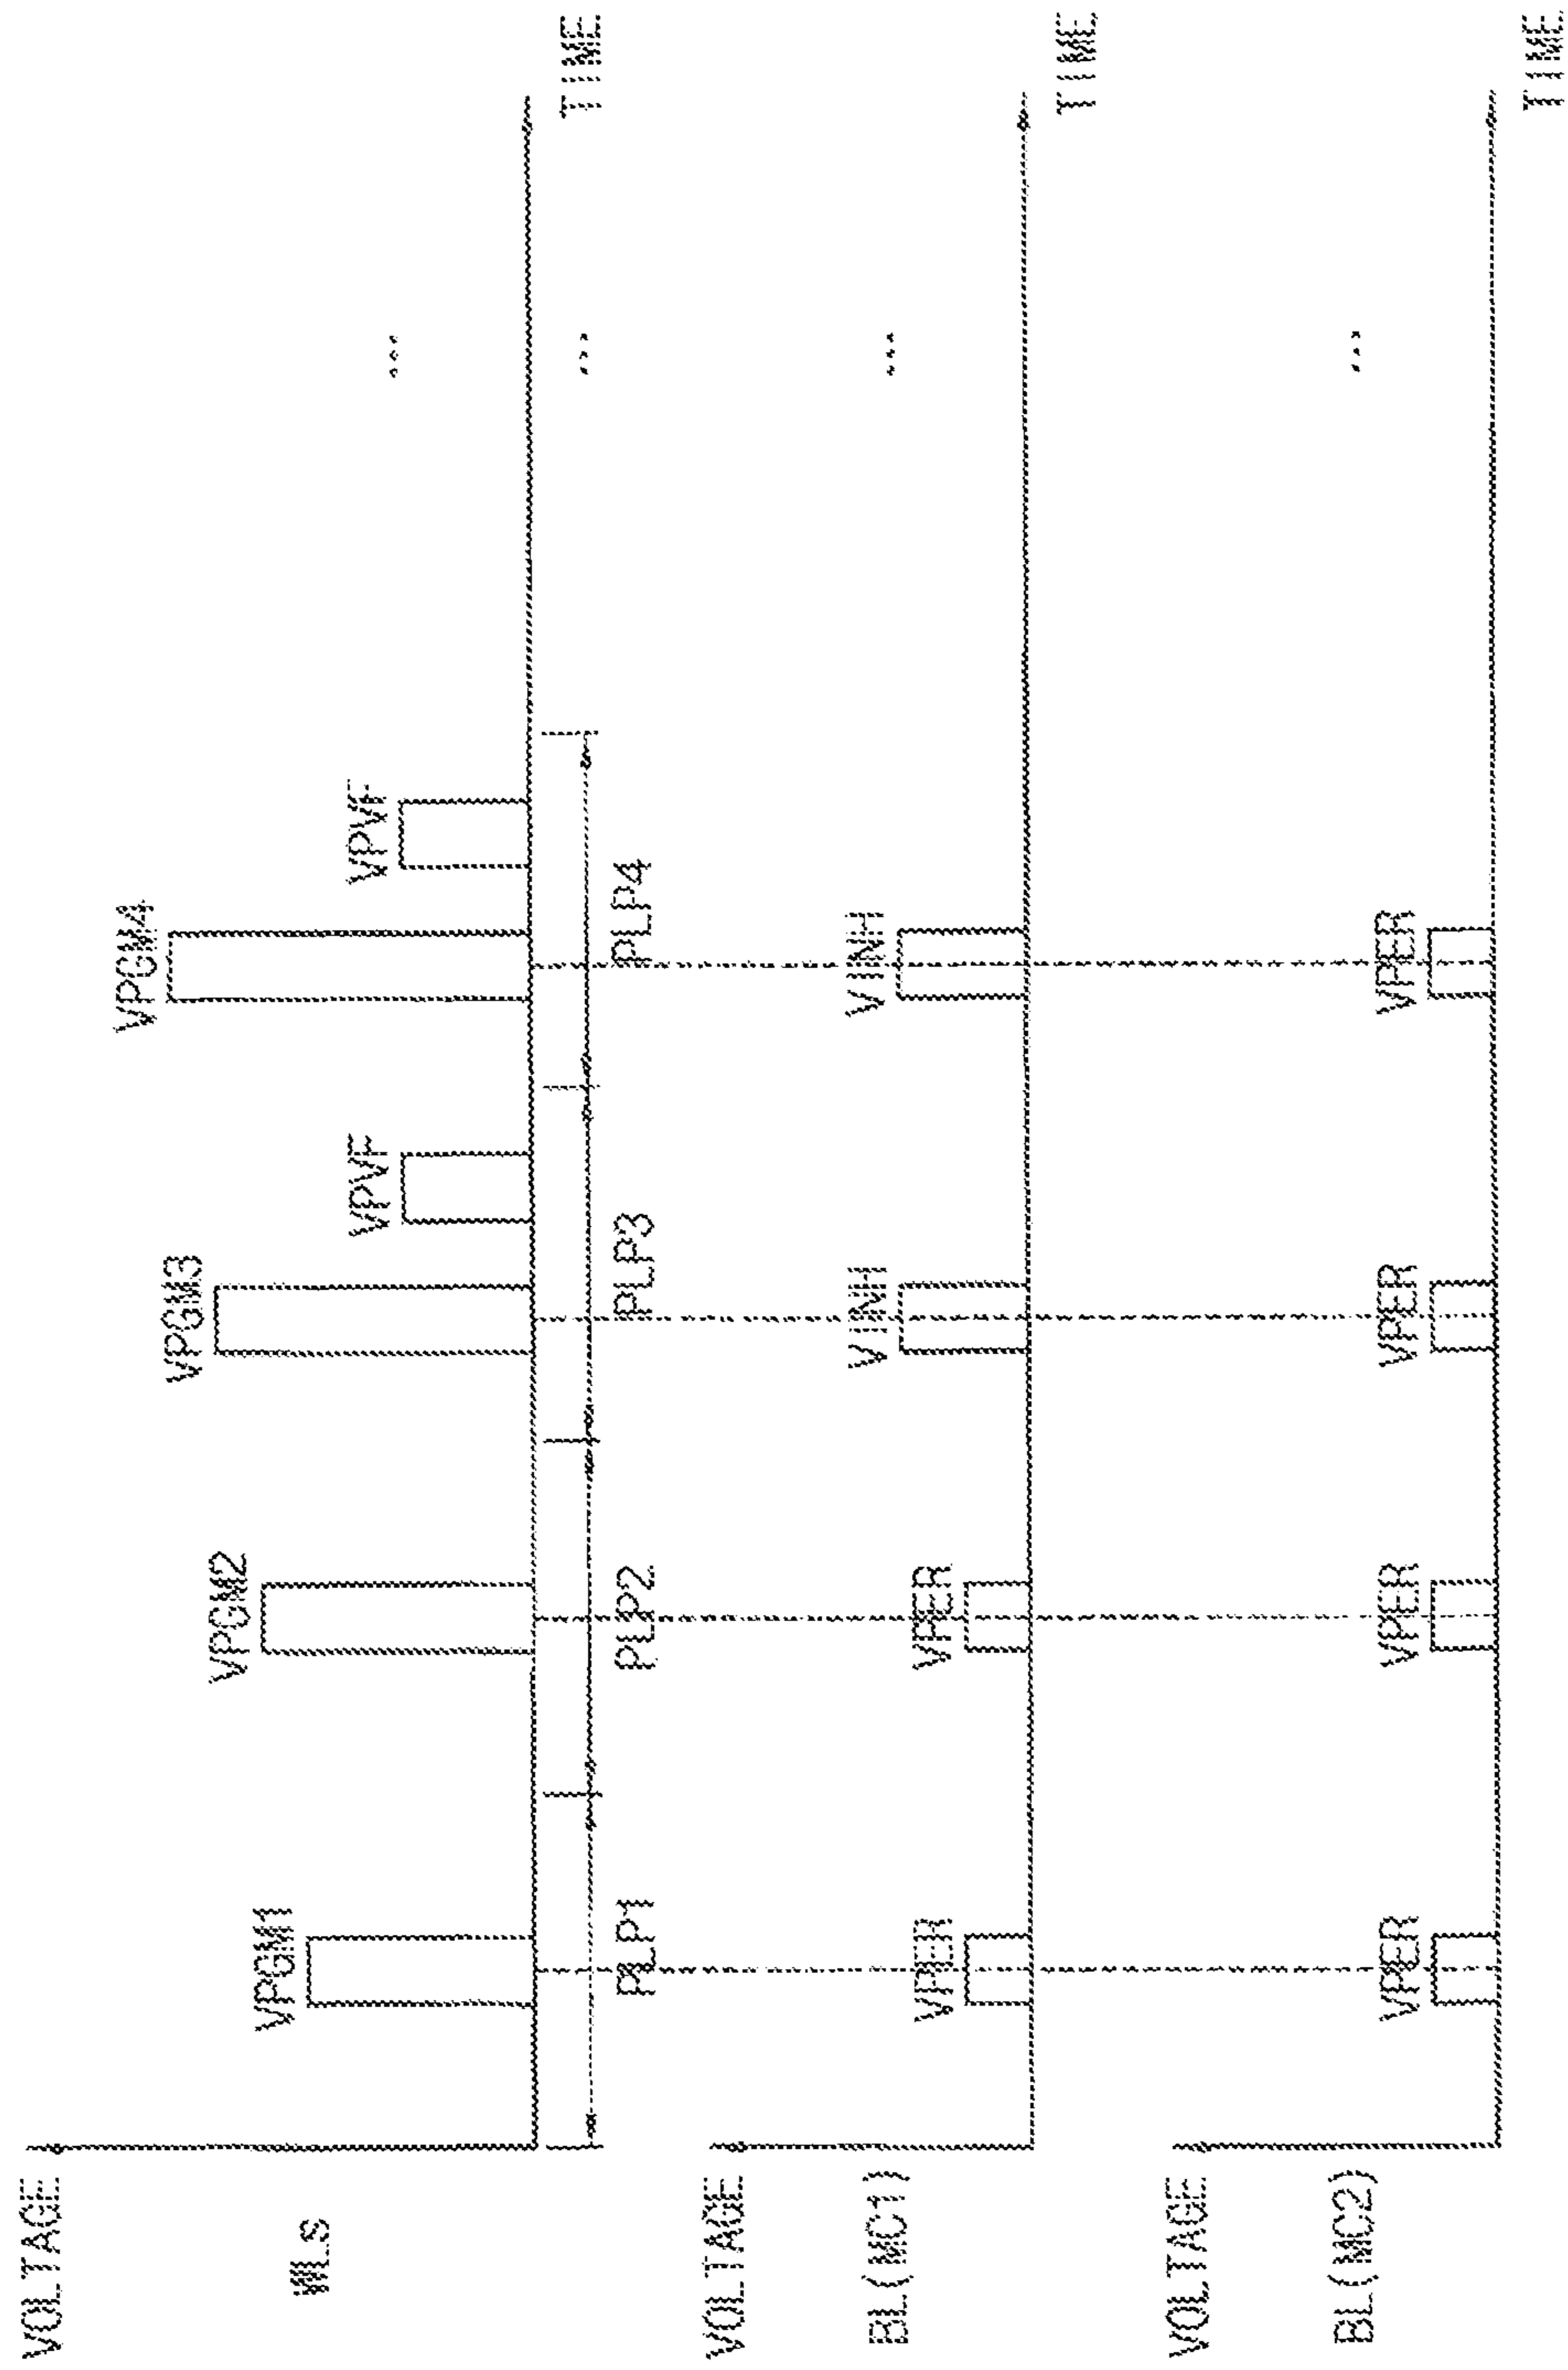 VOLTAGE
WLs
VPGM1
VPGM2
VPGM3
VPVF
VPGM4
VPVF
...
TIME
PLP1
PLP2
PLP3
PLP4
...
VOLTAGE
BL(MC1)
VPER
VPER
VINH
VINH
...
TIME
VOLTAGE
BL(MC2)
VPER
VPER
VPER
VPER
...
TIME